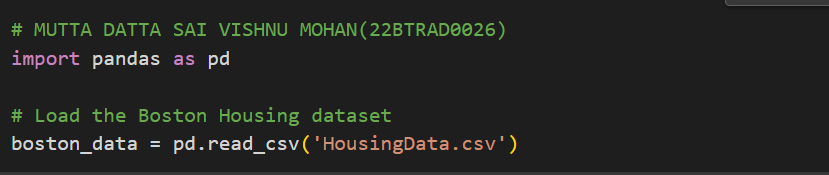 # MUTTA DATTA SAI VISHNU MOHAN(22BTRAD0026)
import pandas as pd
# Load the Boston Housing dataset
boston_data = pd.read_csv('HousingData.csv')